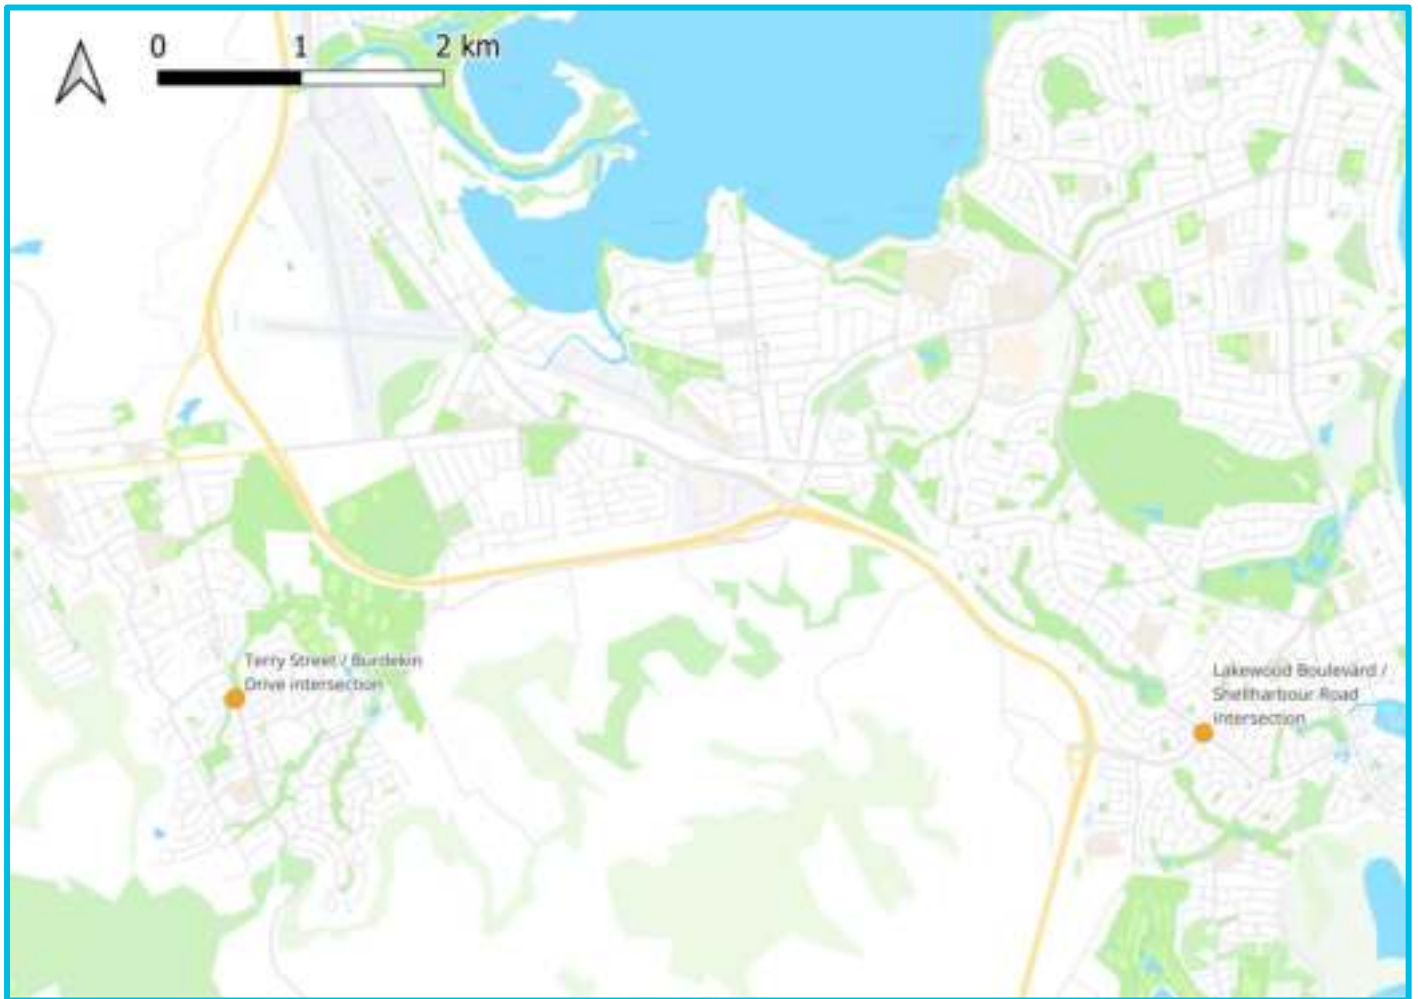 0 1 2 km
Terry Street / Burdekin
Drive intersection
Lakewood Boulevard /
Shellharbour Road
intersection